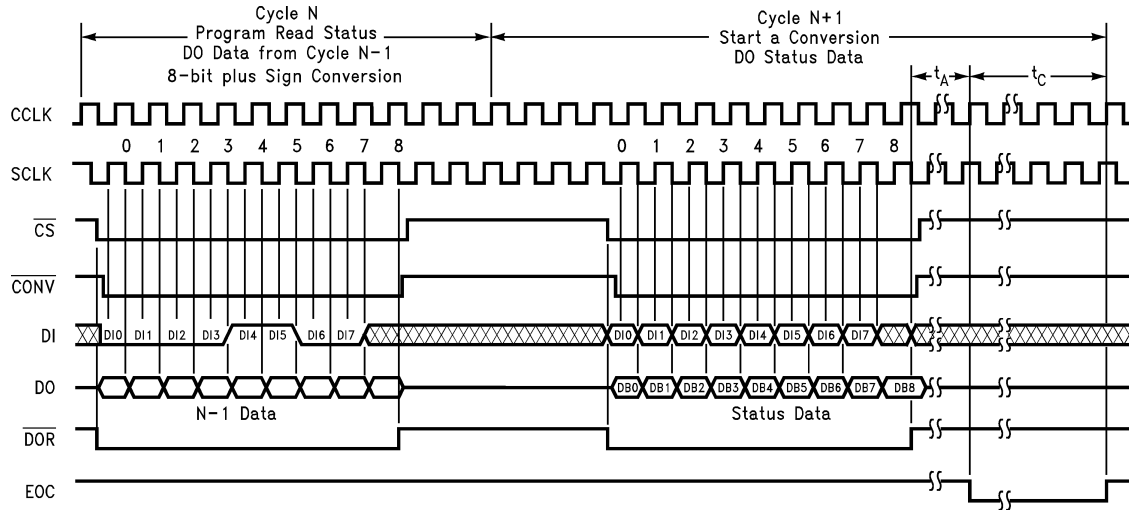 Cycle N
Program Read Status
DO Data from Cycle N-1
8-bit plus Sign Conversion
Cycle N+1
Start a Conversion
DO Status Data
tA
tC
CCLK
0 1 2 3 4 5 6 7 8
0 1 2 3 4 5 6 7 8
SCLK
CS
CONV
DI
DI0 DI1 DI2 DI3 DI4 DI5 DI6 DI7
DI0 DI1 DI2 DI3 DI4 DI5 DI6 DI7
DO
DB0 DB1 DB2 DB3 DB4 DB5 DB6 DB7 DB8
N-1 Data
Status Data
DOR
EOC